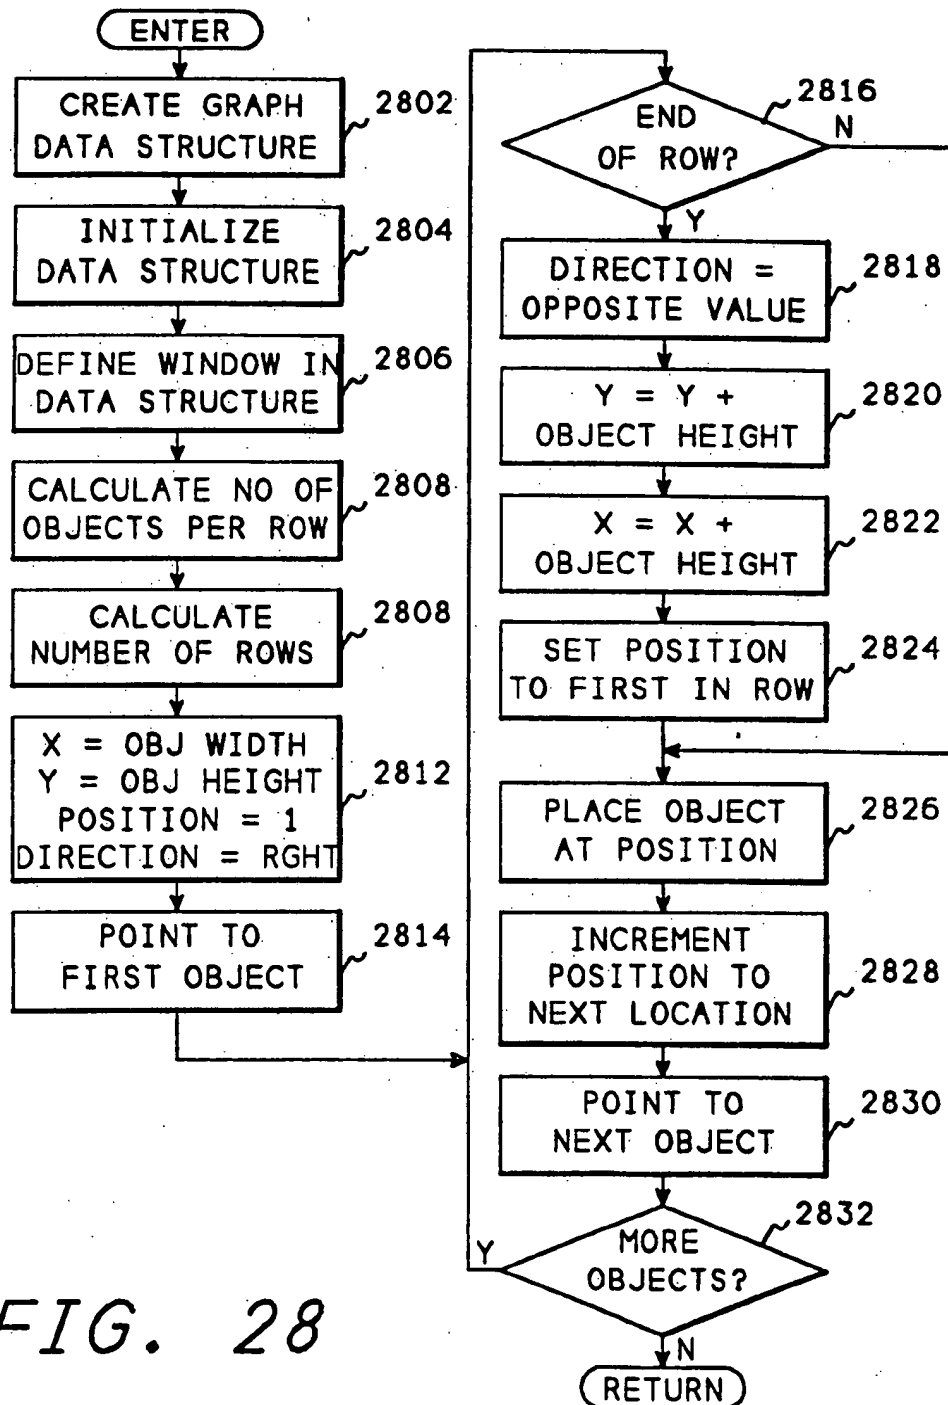 ENTER
CREATE GRAPH
DATA STRUCTURE
2802
INITIALIZE
DATA STRUCTURE
2804
DEFINE WINDOW IN
DATA STRUCTURE
2806
CALCULATE NO OF
OBJECTS PER ROW
2808
CALCULATE
NUMBER OF ROWS
2808
X = OBJ WIDTH
Y = OBJ HEIGHT
POSITION = 1
DIRECTION = RGHT
2812
POINT TO
FIRST OBJECT
2814
END
OF ROW?
2816
N
Y
DIRECTION =
OPPOSITE VALUE
2818
Y = Y +
OBJECT HEIGHT
2820
X = X +
OBJECT HEIGHT
2822
SET POSITION
TO FIRST IN ROW
2824
PLACE OBJECT
AT POSITION
2826
INCREMENT
POSITION TO
NEXT LOCATION
2828
POINT TO
NEXT OBJECT
2830
MORE
OBJECTS?
2832
Y
N
RETURN
FIG. 28